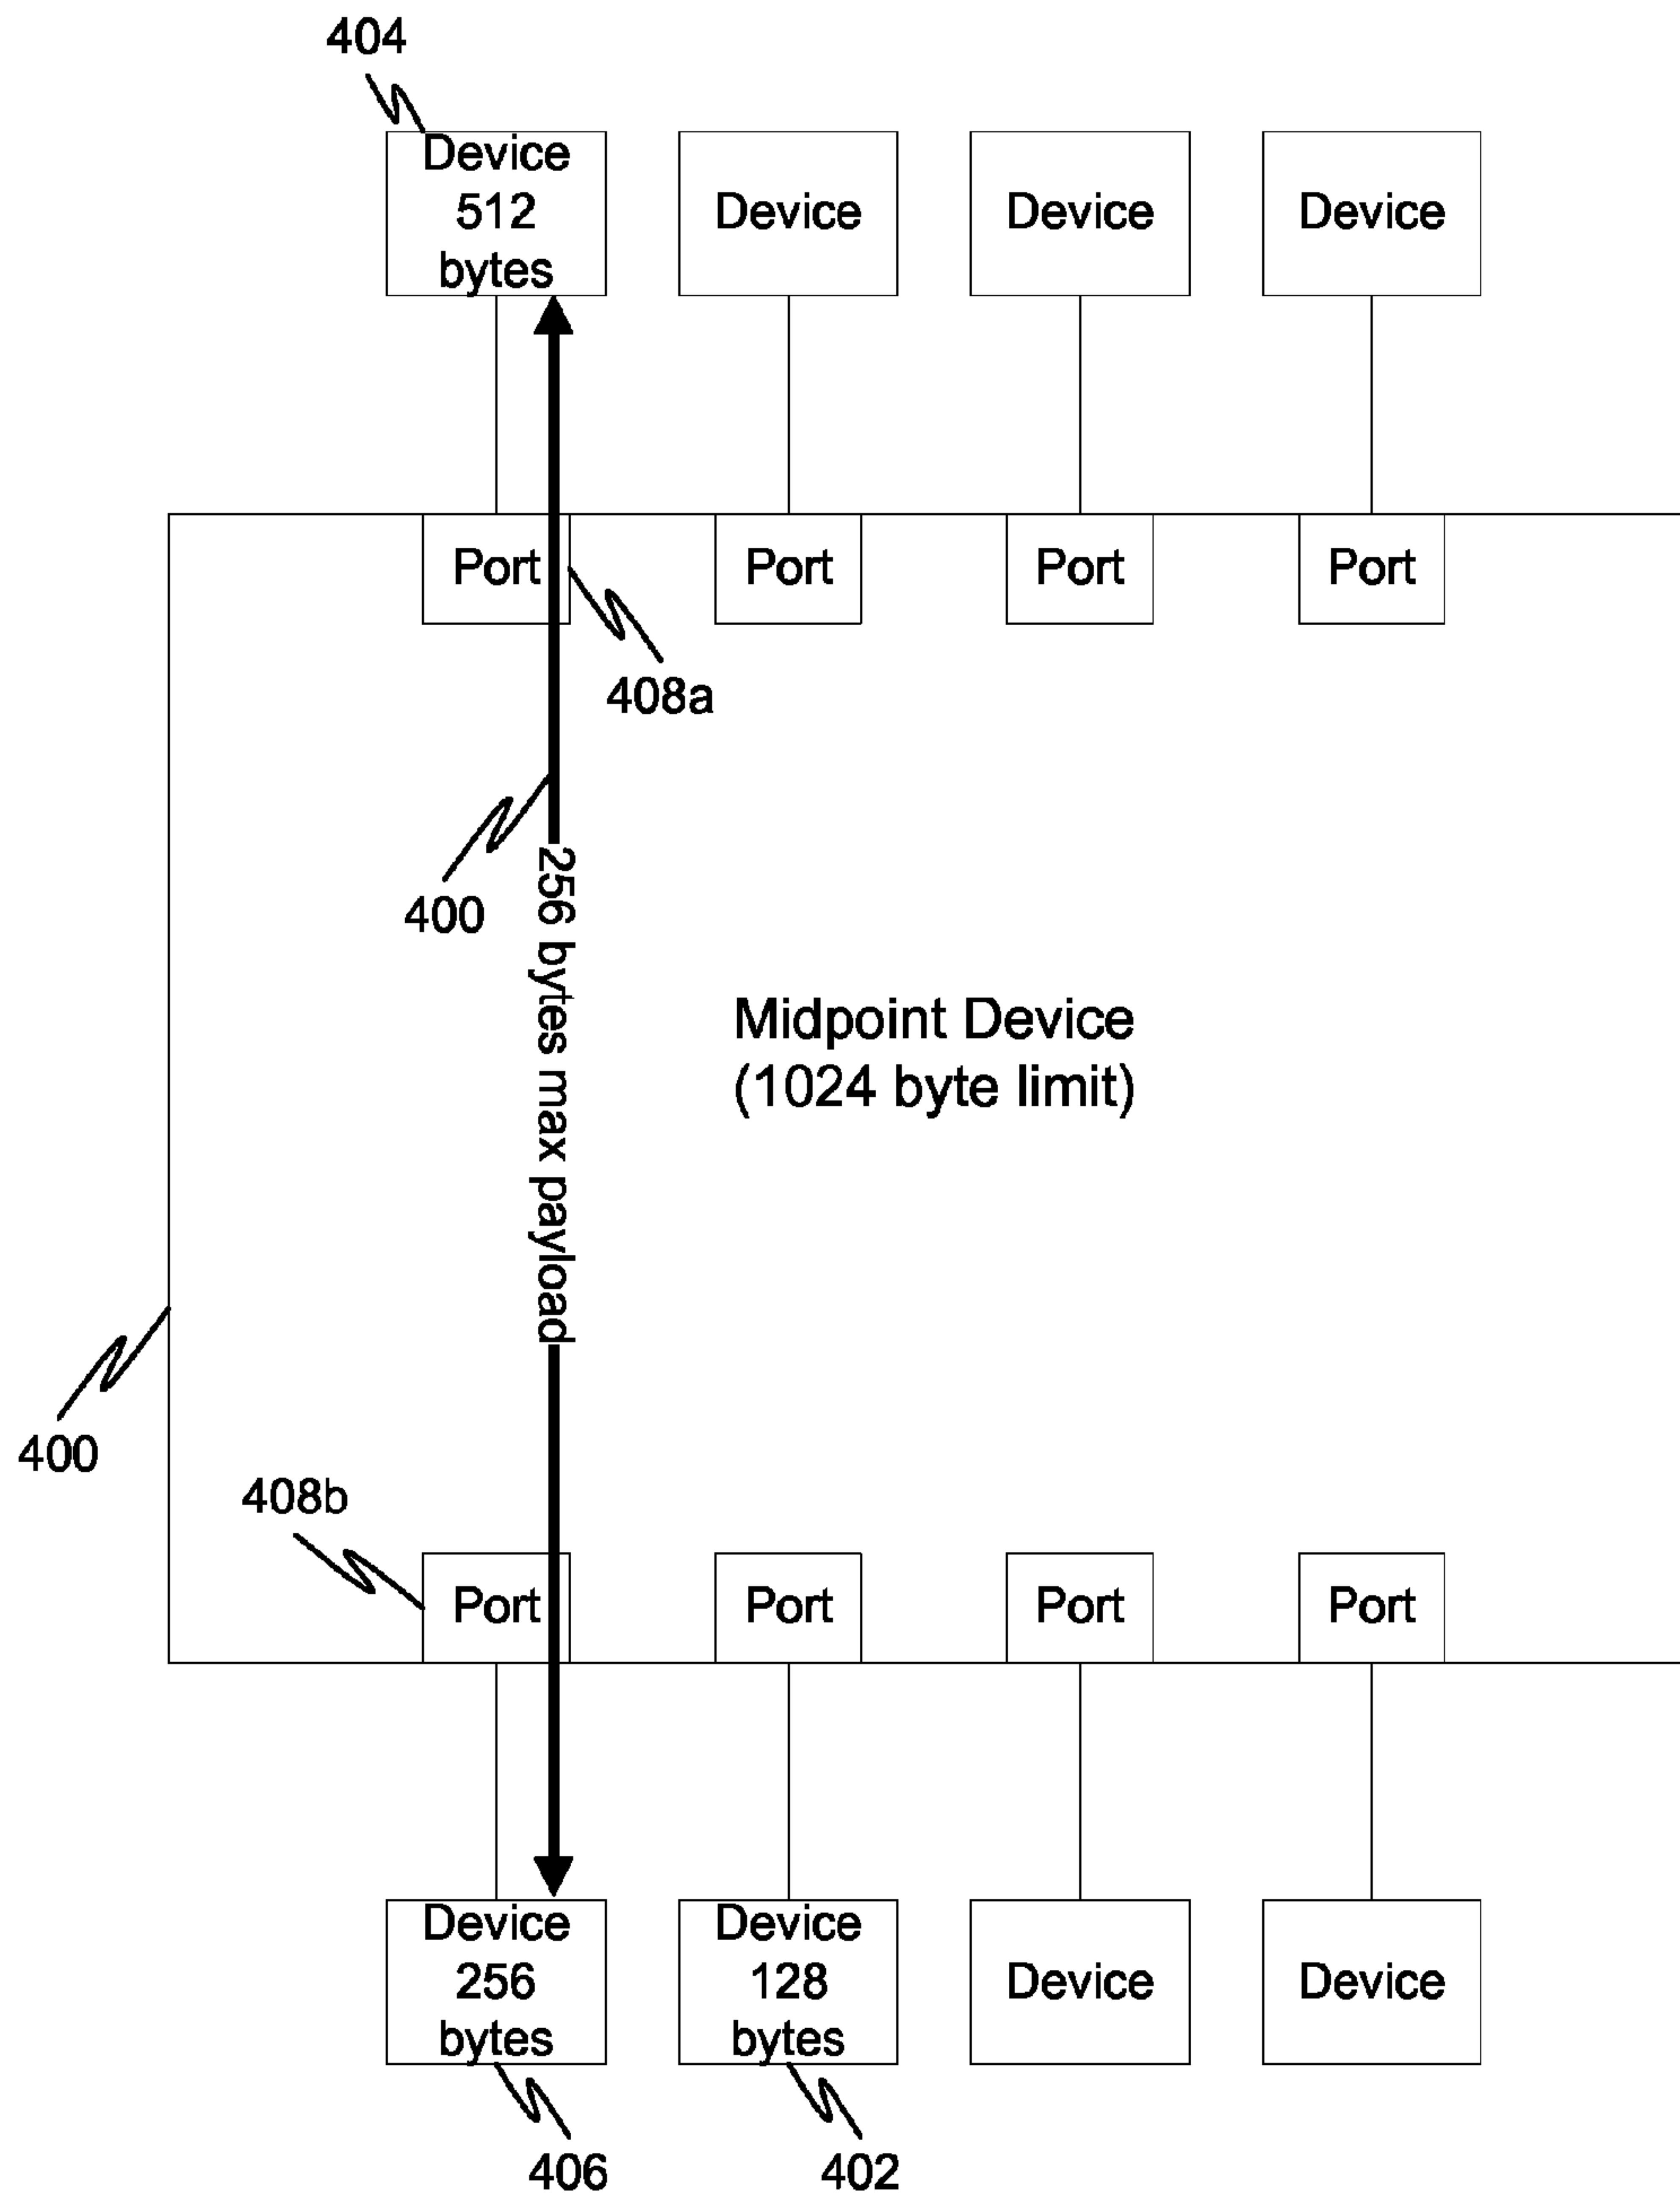 404
Device
512
bytes
Device
Device
Device
Port
Port
Port
Port
408a
400
256 bytes max payload
Midpoint Device
(1024 byte limit)
400
408b
Port
Port
Port
Port
Device
256
bytes
Device
128
bytes
Device
Device
406
402